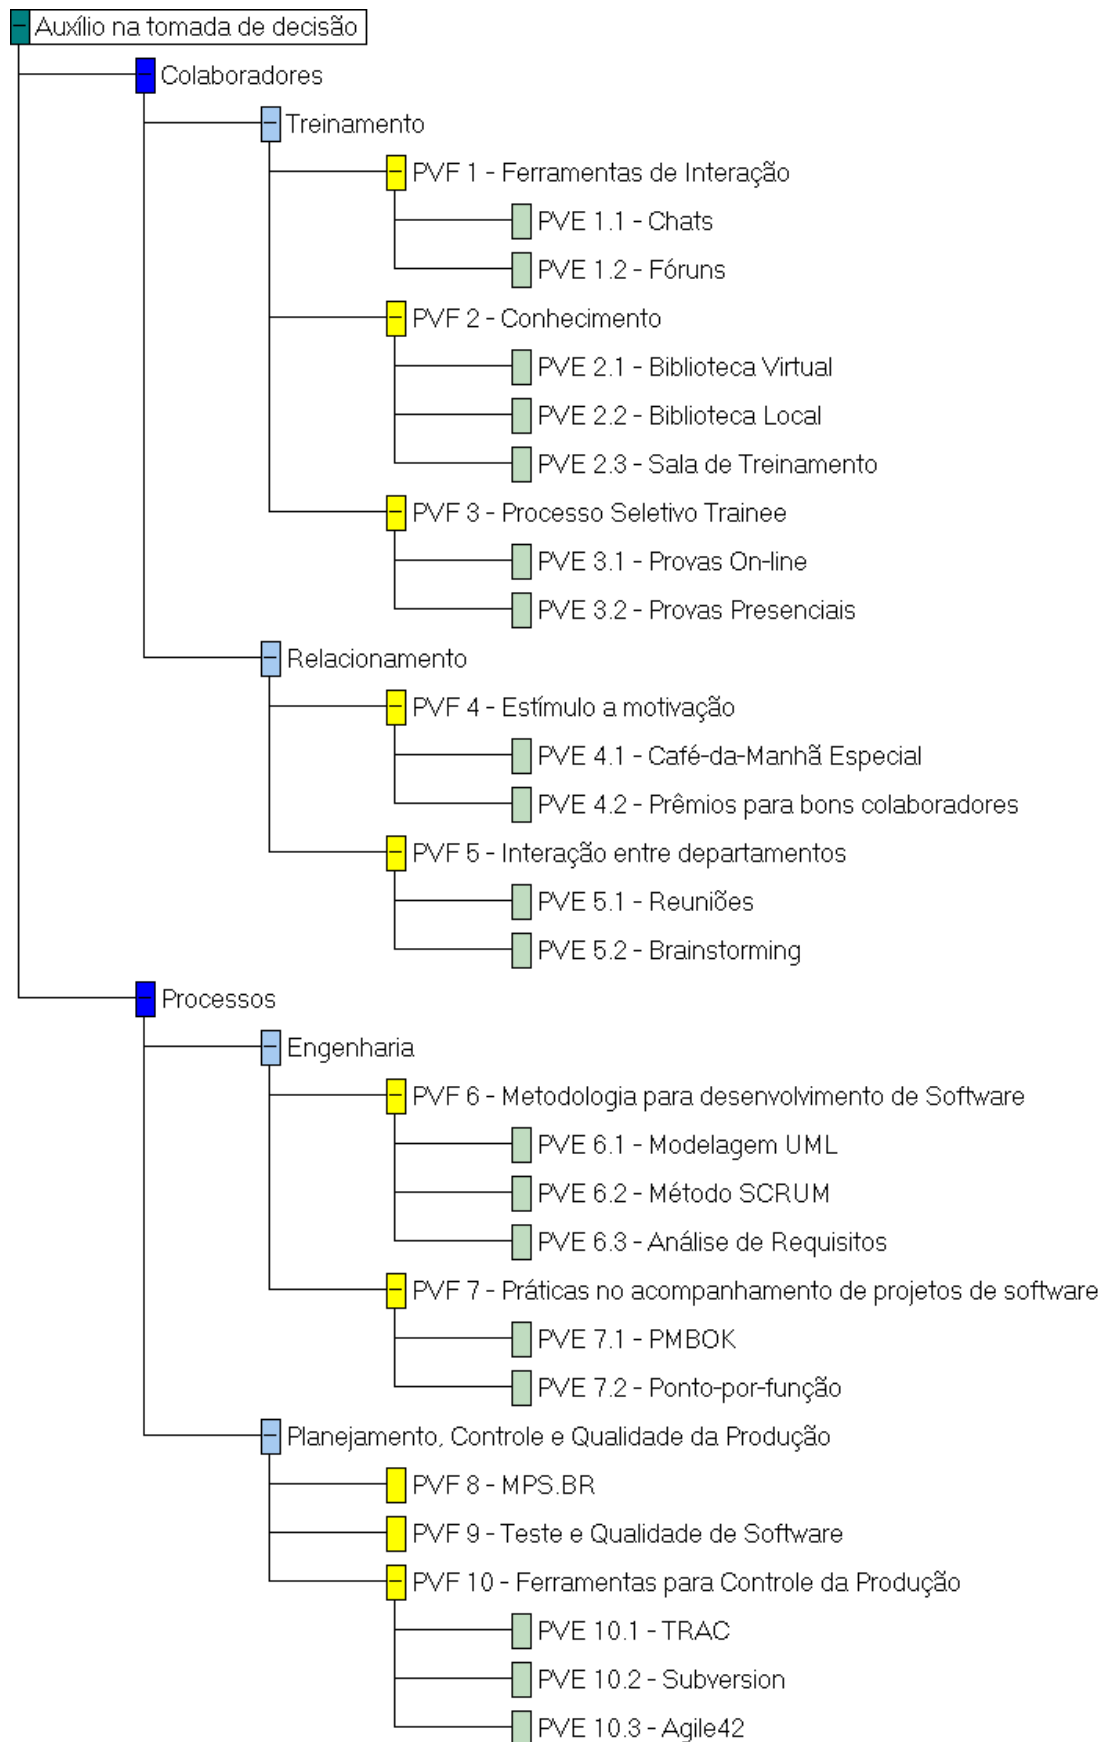 Auxílio na tomada de decisão
Colaboradores
Treinamento
PVF 1 - Ferramentas de Interação
PVE 1.1 - Chats
PVE 1.2 - Fóruns
PVF 2 - Conhecimento
PVE 2.1 - Biblioteca Virtual
PVE 2.2 - Biblioteca Local
PVE 2.3 - Sala de Treinamento
PVF 3 - Processo Seletivo Trainee
PVE 3.1 - Provas On-line
PVE 3.2 - Provas Presenciais
Relacionamento
PVF 4 - Estímulo a motivação
PVE 4.1 - Café-da-Manhã Especial
PVE 4.2 - Prêmios para bons colaboradores
PVF 5 - Interação entre departamentos
PVE 5.1 - Reuniões
PVE 5.2 - Brainstorming
Processos
Engenharia
PVF 6 - Metodologia para desenvolvimento de Software
PVE 6.1 - Modelagem UML
PVE 6.2 - Método SCRUM
PVE 6.3 - Análise de Requisitos
PVF 7 - Práticas no acompanhamento de projetos de software
PVE 7.1 - PMBOK
PVE 7.2 - Ponto-por-função
Planejamento, Controle e Qualidade da Produção
PVF 8 - MPS.BR
PVF 9 - Teste e Qualidade de Software
PVF 10 - Ferramentas para Controle da Produção
PVE 10.1 - TRAC
PVE 10.2 - Subversion
PVE 10.3 - Agile42